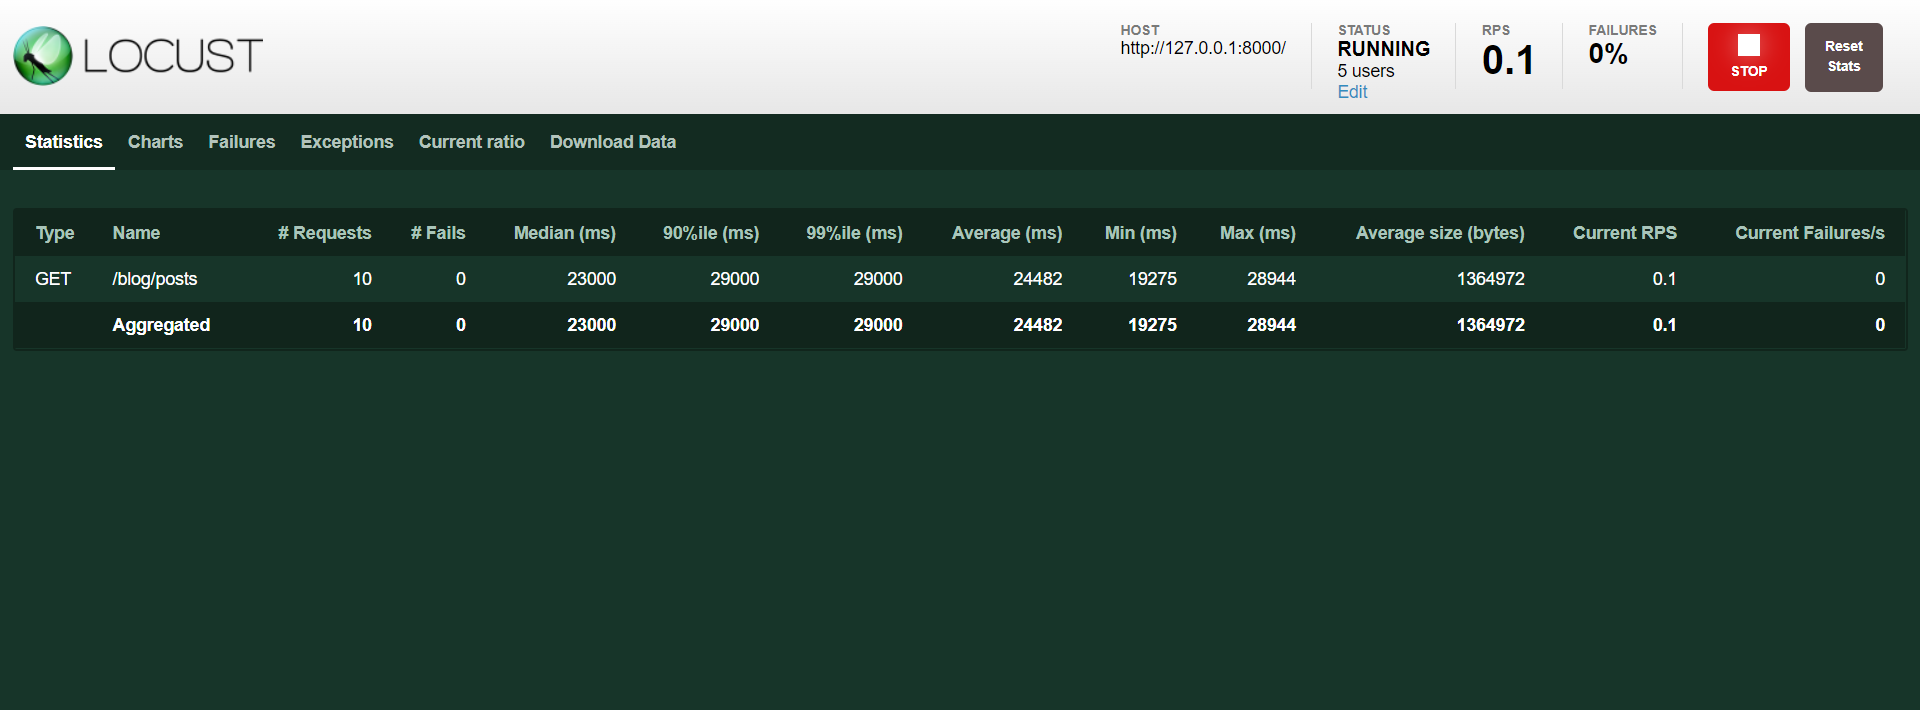 LOCUST
HOST
http://127.0.0.1:8000/
STATUS
RUNNING
5 users
Edit
RPS
0.1
FAILURES
0%
STOP
Reset
Stats
Statistics Charts Failures Exceptions Current ratio Download Data
Type Name # Requests # Fails Median (ms) 90%ile (ms) 99%ile (ms) Average (ms) Min (ms) Max (ms) Average size (bytes) Current RPS Current Failures/s
GET /blog/posts 10 0 23000 29000 29000 24482 19275 28944 1364972 0.1 0
Aggregated 10 0 23000 29000 29000 24482 19275 28944 1364972 0.1 0